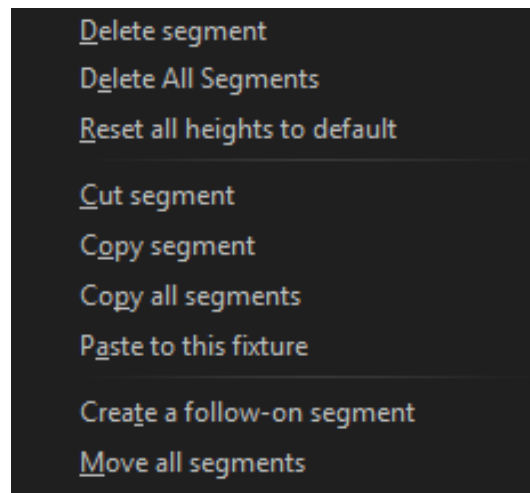 Delete segment
Delete All Segments
Reset all heights to default
Cut segment
Copy segment
Copy all segments
Paste to this fixture
Create a follow-on segment
Move all segments